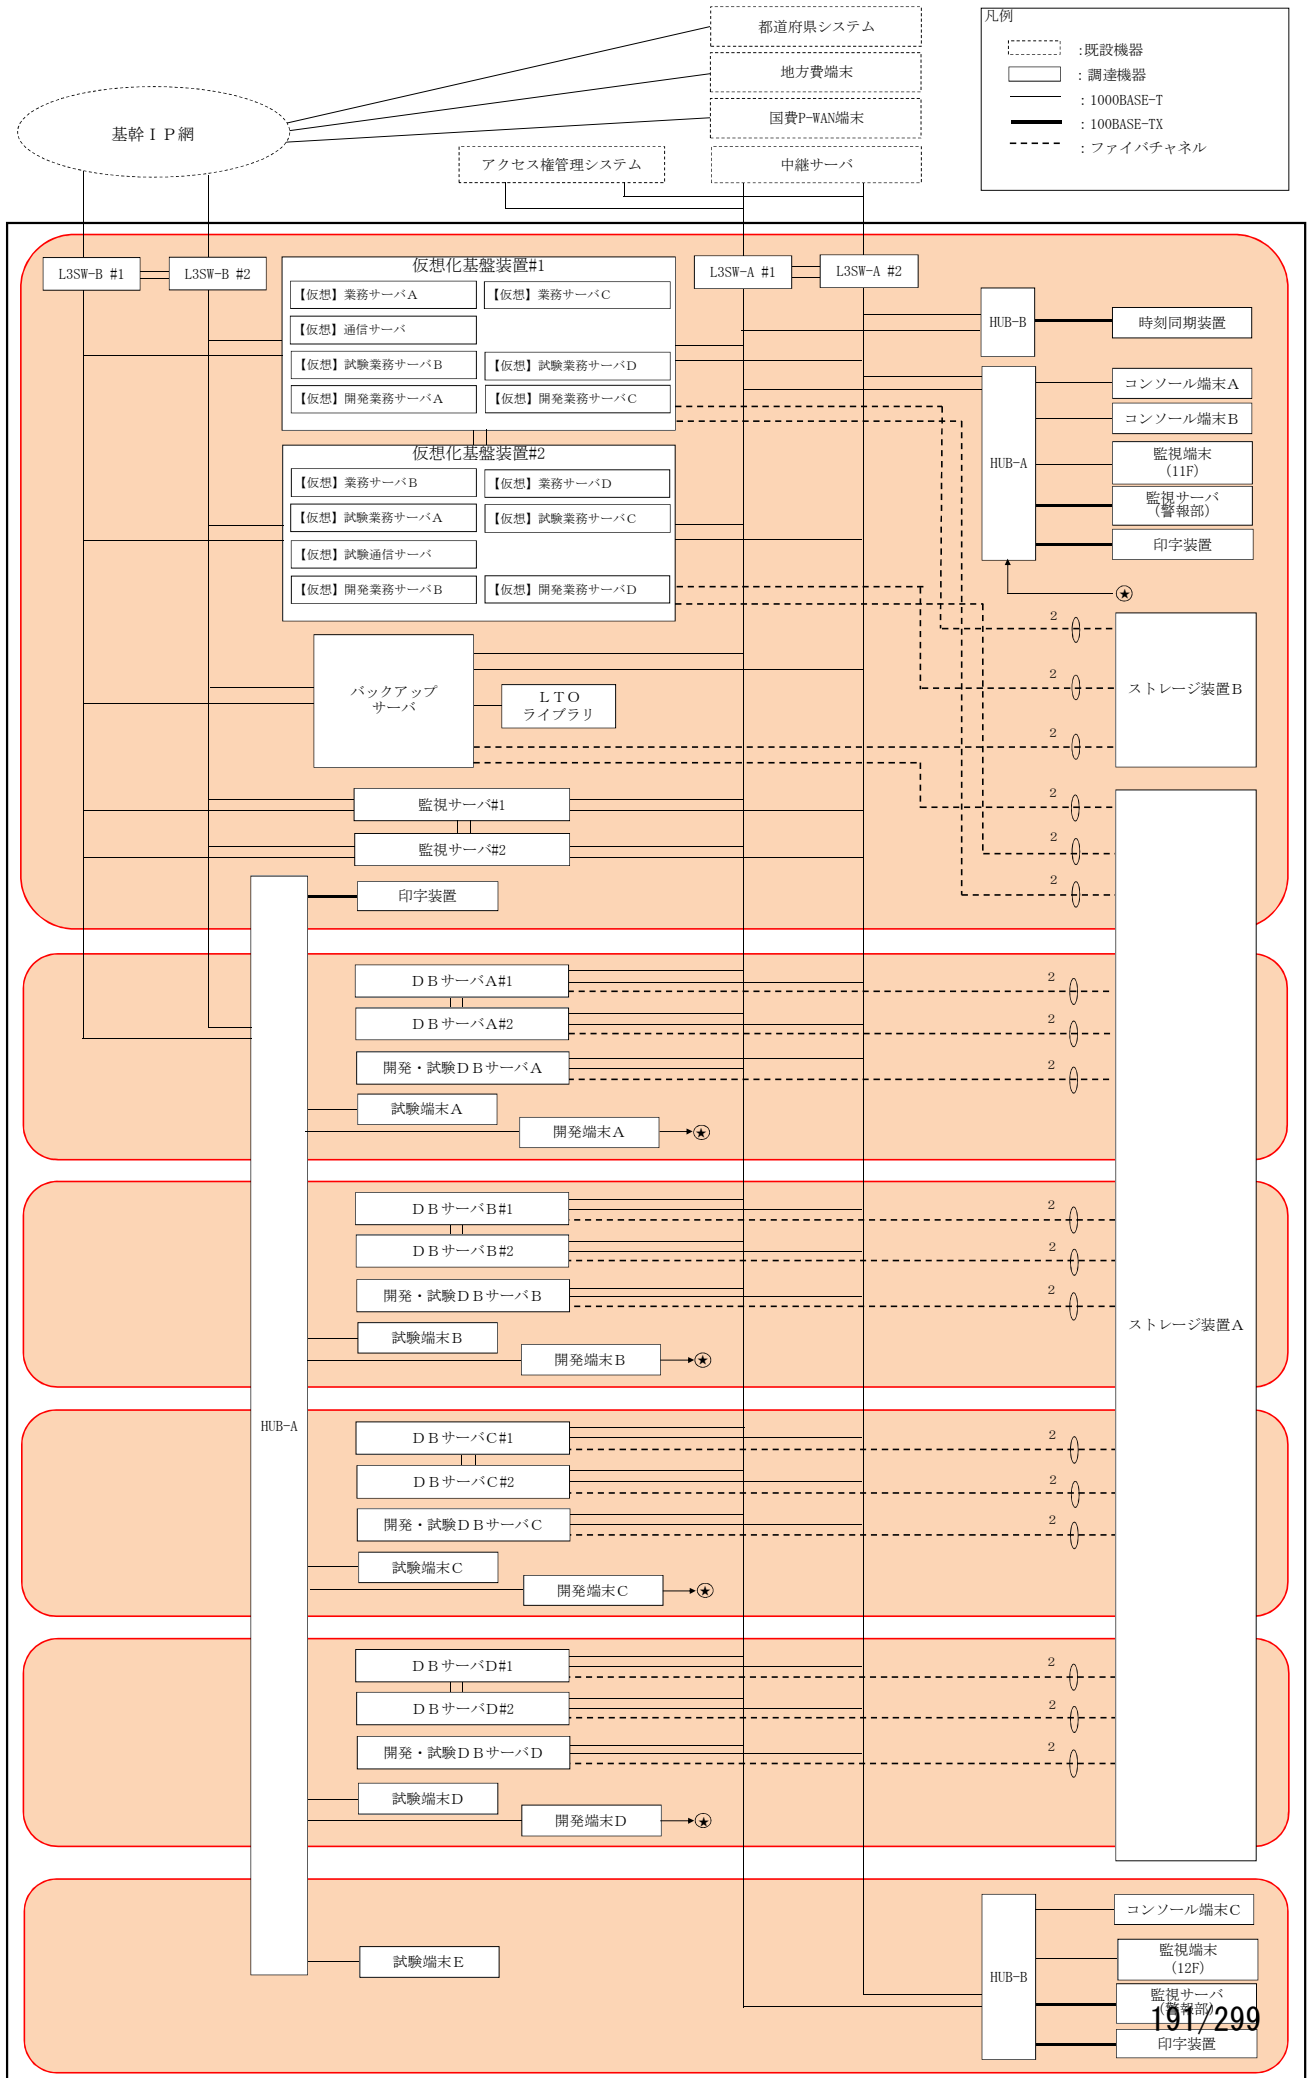 都道府県システム
地方費端末
国費P-WAN端末
中継サーバ
アクセス権管理システム
基幹ＩＰ網
凡例
:既設機器
：調達機器
：1000BASE-T
：100BASE-TX
：ファイバチャネル
L3SW-B #1
L3SW-B #2
L3SW-A #1
L3SW-A #2
仮想化基盤装置#1
【仮想】業務サーバA
【仮想】業務サーバC
【仮想】通信サーバ
【仮想】試験業務サーバB
【仮想】試験業務サーバD
【仮想】開発業務サーバA
【仮想】開発業務サーバC
仮想化基盤装置#2
【仮想】業務サーバB
【仮想】業務サーバD
【仮想】試験業務サーバA
【仮想】試験業務サーバC
【仮想】試験通信サーバ
【仮想】開発業務サーバB
【仮想】開発業務サーバD
HUB-B
時刻同期装置
HUB-A
コンソール端末A
コンソール端末B
監視端末
(11F)
監視サーバ
(警報部)
印字装置
★
バックアップ
サーバ
ＬＴＯ
ライブラリ
2
2
2
ストレージ装置B
監視サーバ#1
監視サーバ#2
印字装置
2
2
2
ＤＢサーバA#1
ＤＢサーバA#2
開発・試験ＤＢサーバA
試験端末A
開発端末A
★
2
2
2
ＤＢサーバB#1
ＤＢサーバB#2
開発・試験ＤＢサーバB
試験端末B
開発端末B
★
2
2
2
ストレージ装置A
HUB-A
ＤＢサーバC#1
ＤＢサーバC#2
開発・試験ＤＢサーバC
試験端末C
開発端末C
★
2
2
2
ＤＢサーバD#1
ＤＢサーバD#2
開発・試験ＤＢサーバD
試験端末D
開発端末D
★
2
2
2
試験端末E
HUB-B
コンソール端末C
監視端末
(12F)
監視サーバ
(警報部)
印字装置
191/299